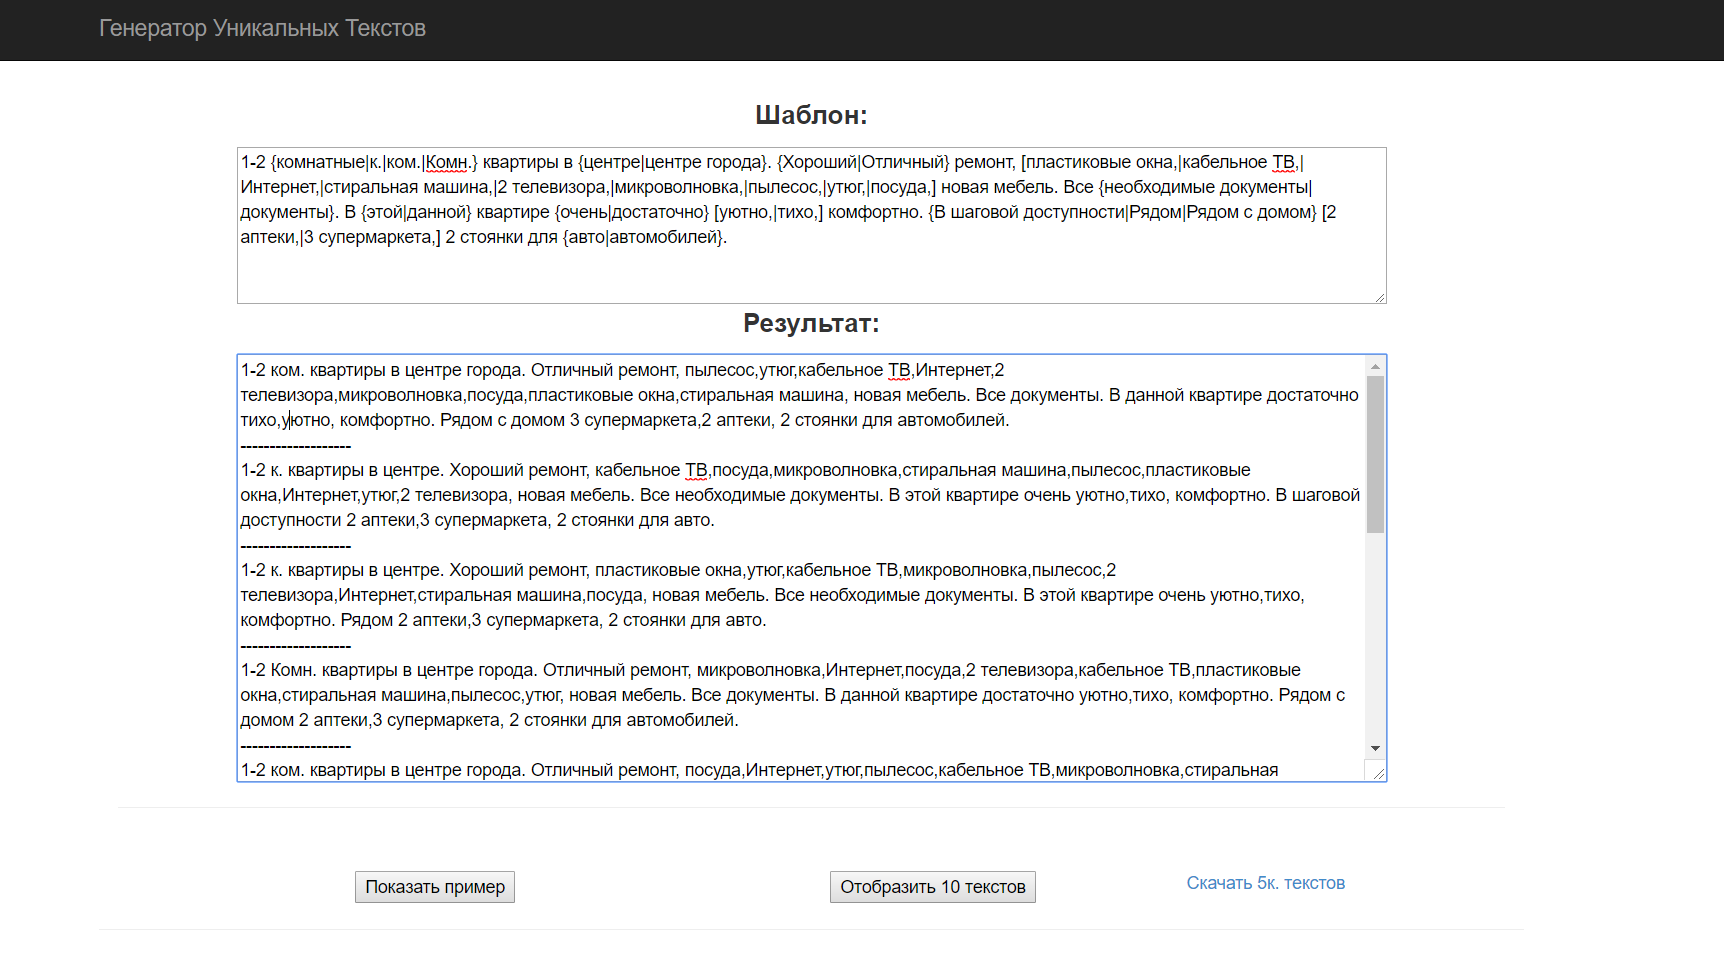 Генератор Уникальных Текстов
Шаблон:
1-2 {комнатные|к.|ком.|Комн.} квартиры в {центре|центре города}. {Хороший|Отличный} ремонт, [пластиковые окна,|кабельное ТВ,|
Интернет,|стиральная машина,|2 телевизора,|микроволновка,|пылесос,|утюг,|посуда,] новая мебель. Все {необходимые документы|
документы}. В {этой|данной} квартире {очень|достаточно} [уютно,|тихо,] комфортно. {В шаговой доступности|Рядом|Рядом с домом} [2
аптеки,|3 супермаркета,] 2 стоянки для {авто|автомобилей}.
Результат:
1-2 ком. квартиры в центре города. Отличный ремонт, пылесос,утюг,кабельное ТВ,Интернет,2
телевизора,микроволновка,посуда,пластиковые окна,стиральная машина, новая мебель. Все документы. В данной квартире достаточно
тихо,уютно, комфортно. Рядом с домом 3 супермаркета,2 аптеки, 2 стоянки для автомобилей.
-------------------
1-2 к. квартиры в центре. Хороший ремонт, кабельное ТВ,посуда,микроволновка,стиральная машина,пылесос,пластиковые
окна,Интернет,утюг,2 телевизора, новая мебель. Все необходимые документы. В этой квартире очень уютно,тихо, комфортно. В шаговой
доступности 2 аптеки,3 супермаркета, 2 стоянки для авто.
-------------------
1-2 к. квартиры в центре. Хороший ремонт, пластиковые окна,утюг,кабельное ТВ,микроволновка,пылесос,2
телевизора,Интернет,стиральная машина,посуда, новая мебель. Все необходимые документы. В этой квартире очень уютно,тихо,
комфортно. Рядом 2 аптеки,3 супермаркета, 2 стоянки для авто.
-------------------
1-2 Комн. квартиры в центре города. Отличный ремонт, микроволновка,Интернет,посуда,2 телевизора,кабельное ТВ,пластиковые
окна,стиральная машина,пылесос,утюг, новая мебель. Все документы. В данной квартире достаточно уютно,тихо, комфортно. Рядом с
домом 2 аптеки,3 супермаркета, 2 стоянки для автомобилей.
-------------------
1-2 ком. квартиры в центре города. Отличный ремонт, посуда,Интернет,утюг,пылесос,кабельное ТВ,микроволновка,стиральная
Показать пример
Отобразить 10 текстов
Скачать 5к. текстов